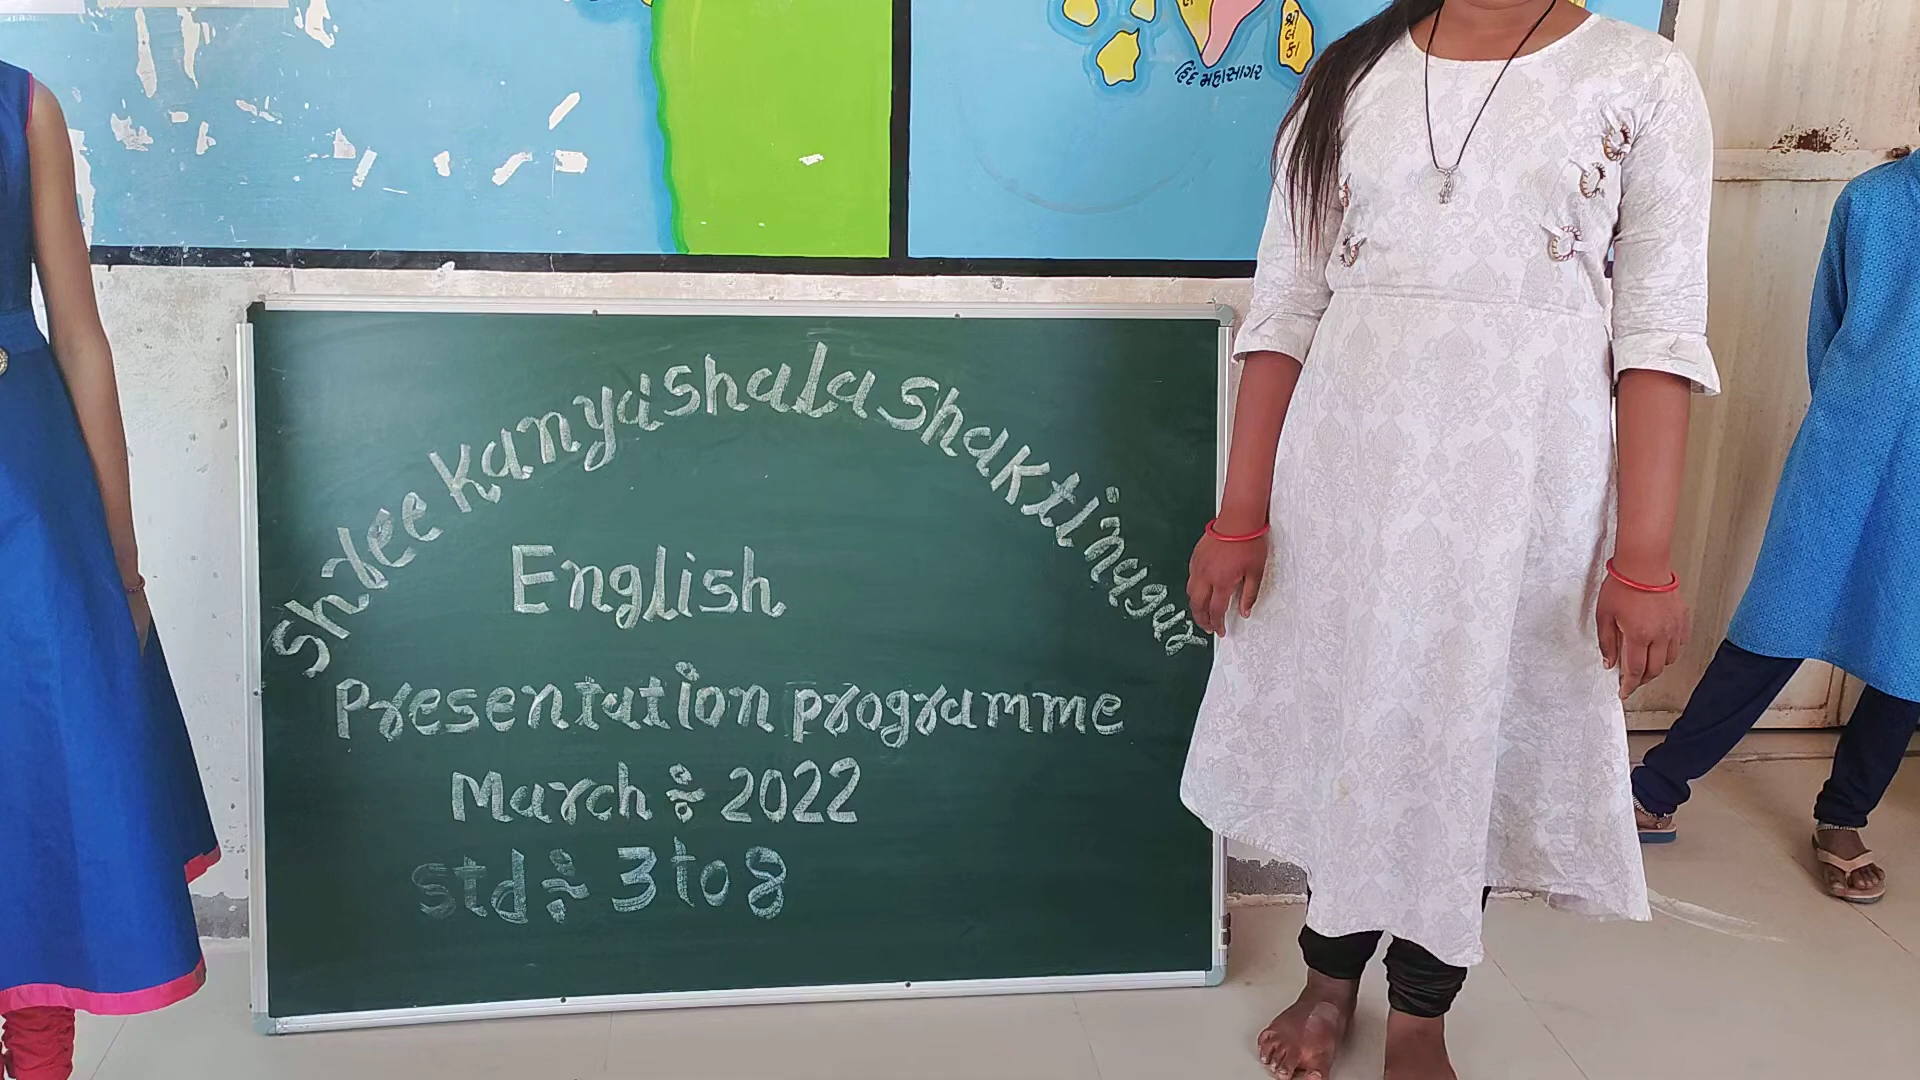 લં
શ્રી લં કા
હિંદ મહાસાગર
Shree Kanyashala Shaktinagar
English
Presentation programme
March ÷ 2022
Std ÷ 3 to 8